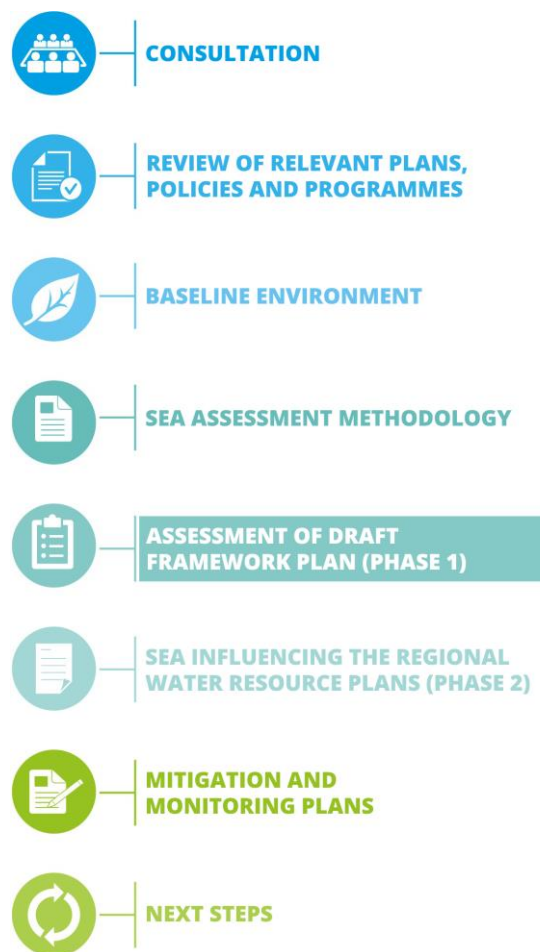 CONSULTATION
REVIEW OF RELEVANT PLANS,
POLICIES AND PROGRAMMES
BASELINE ENVIRONMENT
SEA ASSESSMENT METHODOLOGY
ASSESSMENT OF DRAFT
FRAMEWORK PLAN (PHASE 1)
SEA INFLUENCING THE REGIONAL
WATER RESOURCE PLANS (PHASE 2)
MITIGATION AND
MONITORING PLANS
NEXT STEPS